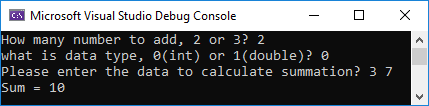 Microsoft Visual Studio Debug Console
How many number to add, 2 or 3? 2
what is data type, 0(int) or 1(double)? 0
Please enter the data to calculate summation? 3 7
Sum = 10